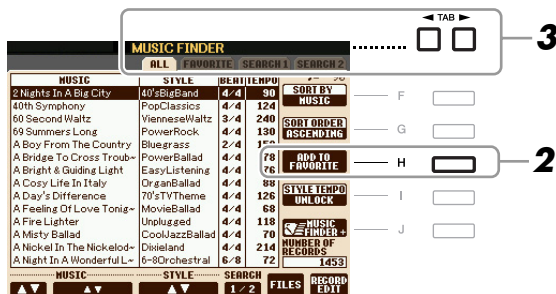 ◄ TAB ►
3
MUSIC FINDER
ALL FAVORITE SEARCH 1 SEARCH 2
MUSIC STYLE BEAT TEMPO
2 Nights In A Big City 40'sBigBand 4/4 90
SORT BY MUSIC
F
40th Symphony PopClassics 4/4 124
60 Second Waltz VienneseWaltz 3/4 240
69 Summers Long PowerRock 4/4 130
SORT ORDER ASCENDING
G
A Boy From The Country Bluegrass 2/4
A Bridge To Cross Troub~ PowerBallad 4/4 78
A Bright & Guiding Light EasyListening 4/4 76
ADD TO FAVORITE
H
2
A Cosy Life In Italy OrganBallad 4/4 88
A Day's Difference 70'sTVTheme 4/4 126
A Feeling Of Love Tonig~ MovieBallad 4/4 68
STYLE TEMPO UNLOCK
I
A Fire Lighter Unplugged 4/4 118
A Misty Ballad CoolJazzBallad 4/4 70
MUSIC FINDER+
J
A Nickel In The Nickelod~ Dixieland 4/4 214
A Night In A Wonderful L~ 6-8Orchestral 6/8 72
NUMBER OF RECORDS
1453
MUSIC STYLE SEARCH
▲▼ ▲▼ ▲▼ 1/2 FILES RECORD EDIT